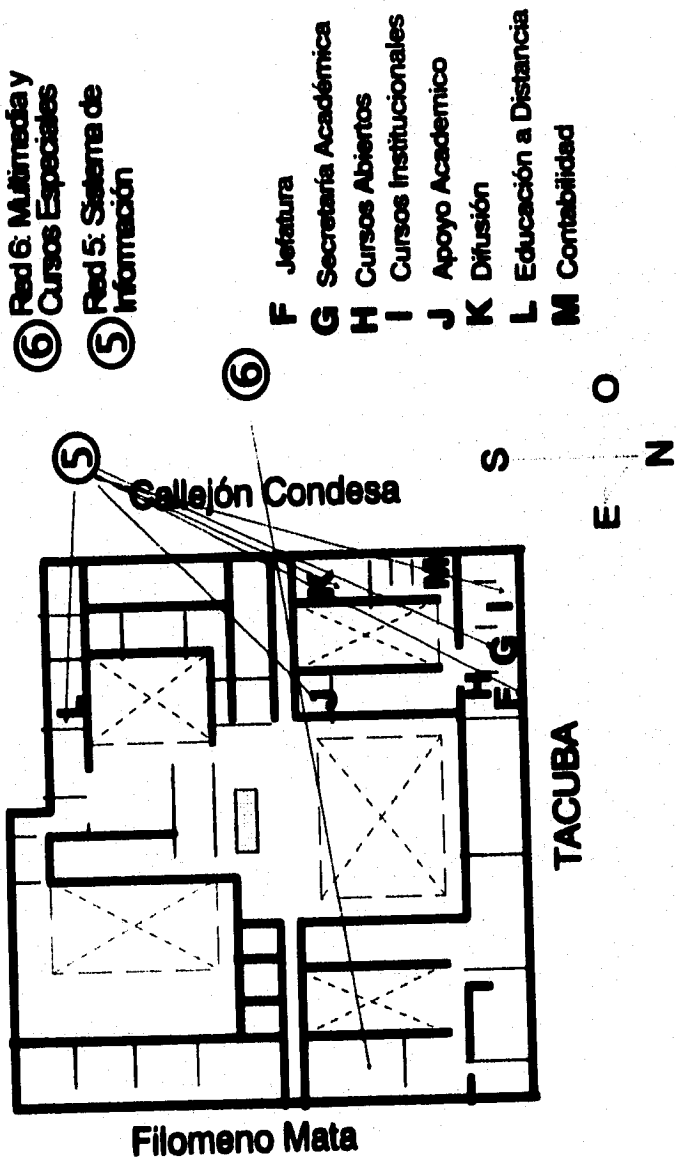 ⑥ Red 6: Multimedia y
Cursos Especiales
⑤ Red 5: Sistema de
Información
F Jefatura
G Secretaría Académica
H Cursos Abiertos
I Cursos Institucionales
J Apoyo Academico
K Difusión
L Educación a Distancia
M Contabilidad
⑥
⑤
Callejón Condesa
S
E
O
N
L
K
J
M
H
F
G
I
TACUBA
Filomeno Mata